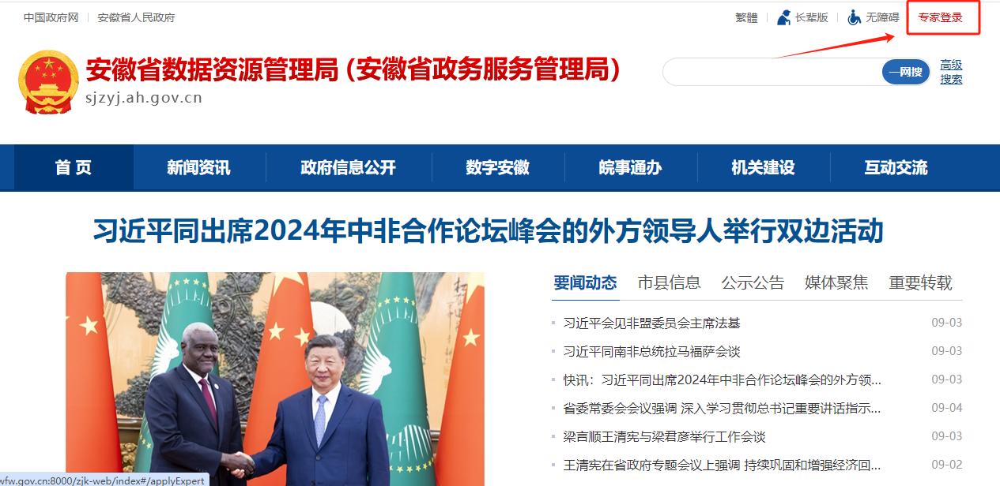 中国政府网 安徽省人民政府 繁體 长辈版 无障碍 专家登录
安徽省数据资源管理局 (安徽省政务服务管理局)
sjzyj.ah.gov.cn
一网搜
高级
搜索
首 页 新闻资讯 政府信息公开 数字安徽 皖事通办 机关建设 互动交流
习近平同出席2024年中非合作论坛峰会的外方领导人举行双边活动
要闻动态 市县信息 公示公告 媒体聚焦 重要转载
习近平会见非盟委员会主席法基 09-03
习近平同南非总统拉马福萨会谈 09-03
快讯：习近平同出席2024年中非合作论坛峰会的外方领... 09-03
省委常委会会议强调 深入学习贯彻总书记重要讲话指示... 09-04
梁言顺王清宪与梁君彦举行工作会谈 09-03
王清宪在省政府专题会议上强调 持续巩固和增强经济回... 09-02
wfw.gov.cn:8000/zjk-web/index#/applyExpert